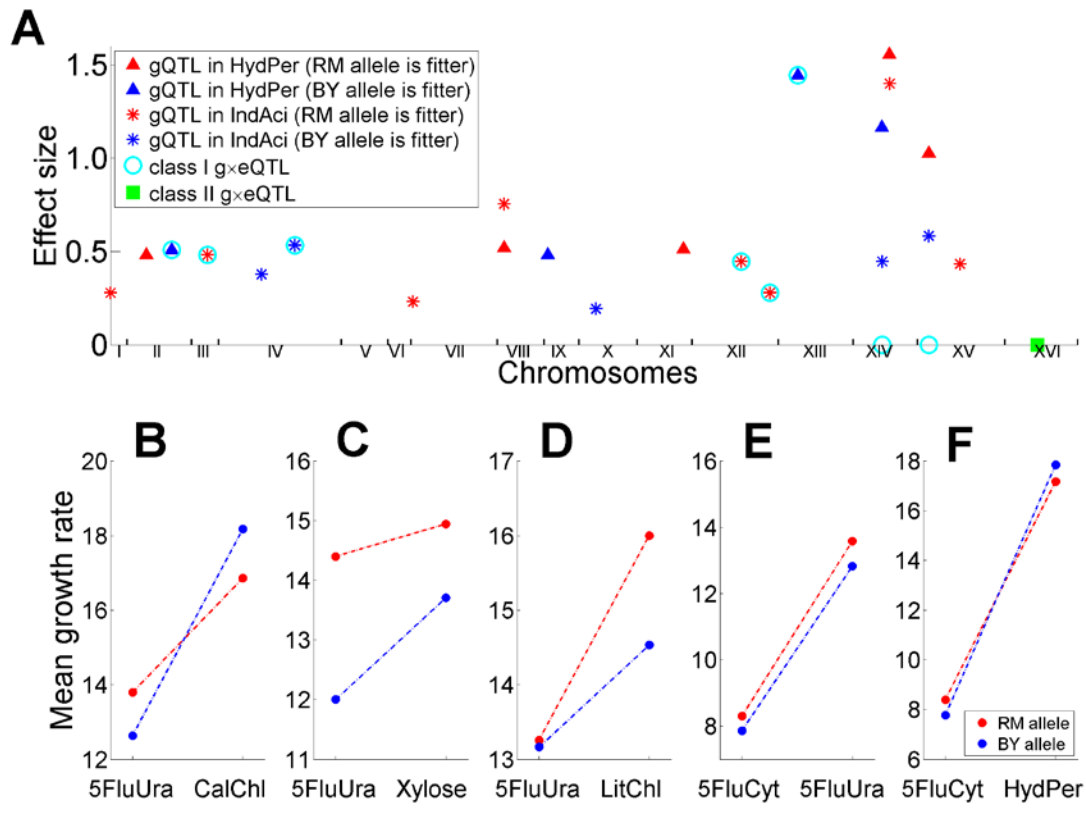 A
Effect size
1.5
1.0
0.5
0
gQTL in HydPer (RM allele is fitter)
gQTL in HydPer (BY allele is fitter)
gQTL in IndAci (RM allele is fitter)
gQTL in IndAci (BY allele is fitter)
class I g×eQTL
class II g×eQTL
I II III IV V VI VII VIII IX X XI XII XIII XIV XV XVI
Chromosomes
Mean growth rate
B
20
18
16
14
12
5FluUra CalChl
C
16
15
14
13
12
11
5FluUra Xylose
D
17
16
15
14
13
5FluUra LitChl
E
16
14
12
10
8
5FluCyt 5FluUra
F
18
16
14
12
10
8
6
RM allele
BY allele
5FluCyt HydPer